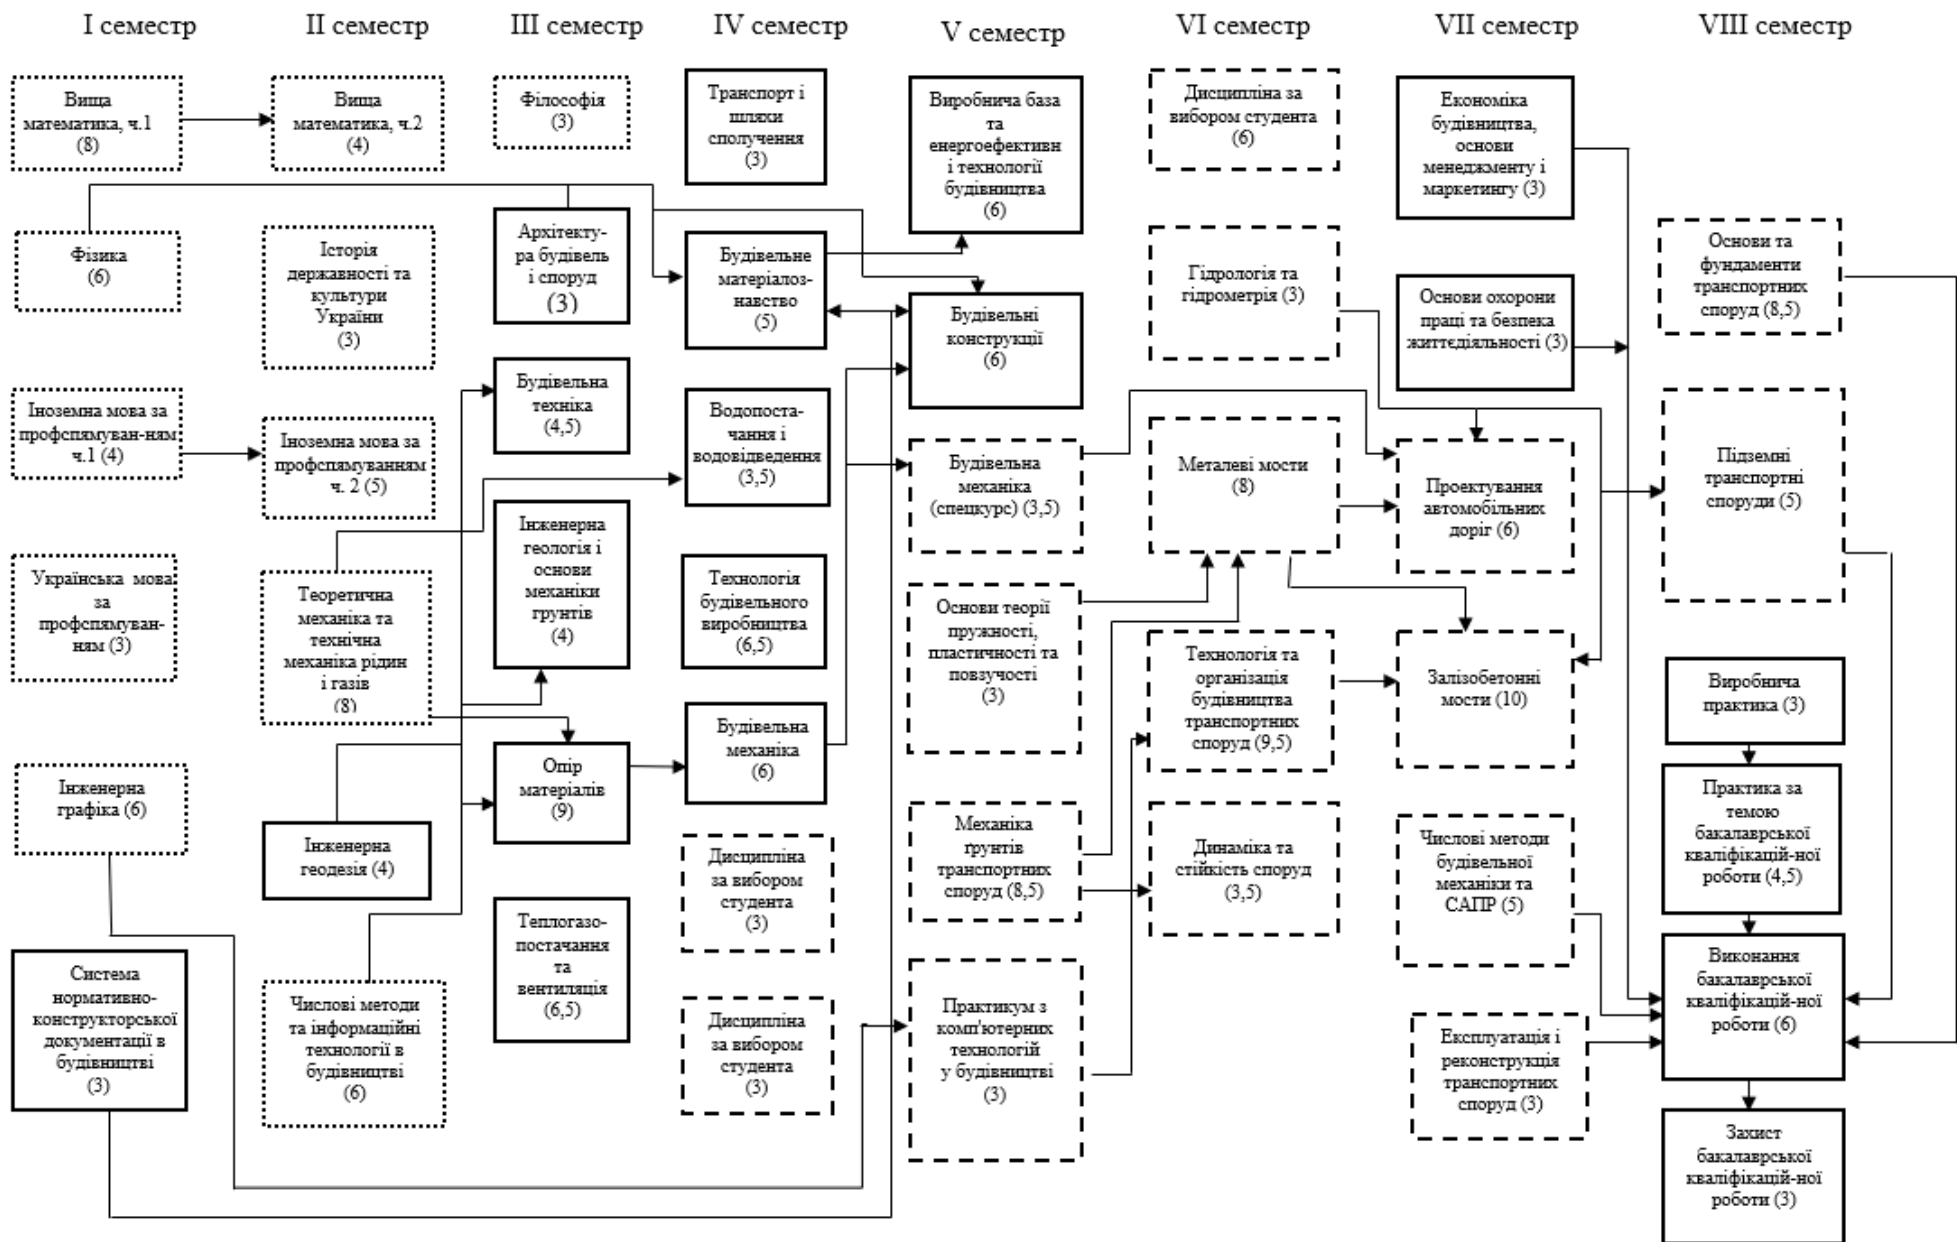 I семестр
II семестр
III семестр
IV семестр
V семестр
VI семестр
VII семестр
VIII семестр
Вища
математика, ч.1
(8)
Фізика
(6)
Іноземна мова за
профспямуван-ням
ч.1 (4)
Українська мова
за
профспямуван-
ням (3)
Інженерна
графіка (6)
Система
нормативно-
конструкторської
документації в
будівництві
(3)
Вища
математика, ч.2
(4)
Історія
державності та
культури
України
(3)
Іноземна мова за
профспямуванням
ч. 2 (5)
Теоретична
механіка та
технічна
механіка рідин
і газів
(8)
Інженерна
геодезія (4)
Числові методи
та інформаційні
технології в
будівництві
(6)
Філософія
(3)
Архітекту-
ра будівель
і споруд
(3)
Будівельна
техніка
(4,5)
Інженерна
геологія і
основи
механіки
грунтів
(4)
Опір
матеріалів
(9)
Теплогазо-
постачання
та
вентиляція
(6,5)
Транспорт і
шляхи
сполучення
(3)
Будівельне
матеріалоз-
навство
(5)
Водопоста-
чання і
водовідведення
(3,5)
Технологія
будівельного
виробництва
(6,5)
Будівельна
механіка
(6)
Дисципліна
за вибором
студента
(3)
Дисципліна
за вибором
студента
(3)
Виробнича база
та
енергоефективн
і технології
будівництва
(6)
Будівельні
конструкції
(6)
Будівельна
механіка
(спецкурс) (3,5)
Основи теорії
пружності,
пластичності та
повзучості
(3)
Механіка
ґрунтів
транспортних
споруд (8,5)
Практикум з
комп'ютерних
технологій
у будівництві
(3)
Дисципліна за
вибором студента
(6)
Гідрологія та
гідрометрія (3)
Металеві мости
(8)
Технологія та
організація
будівництва
транспортних
споруд (9,5)
Динаміка та
стійкість споруд
(3,5)
Економіка
будівництва,
основи
менеджменту і
маркетингу (3)
Основи охорони
праці та безпека
життєдіяльності (3)
Проектування
автомобільних
доріг (6)
Залізобетонні
мости (10)
Числові методи
будівельної
механіки та
САПР (5)
Експлуатація і
реконструкція
транспортних
споруд (3)
Основи та
фундаменти
транспортних
споруд (8,5)
Підземні
транспортні
споруди (5)
Виробнича
практика (3)
Практика за
темою
бакалаврської
кваліфікацій-ної
роботи (4,5)
Виконання
бакалаврської
кваліфікацій-ної
роботи (6)
Захист
бакалаврської
кваліфікацій-ної
роботи (3)